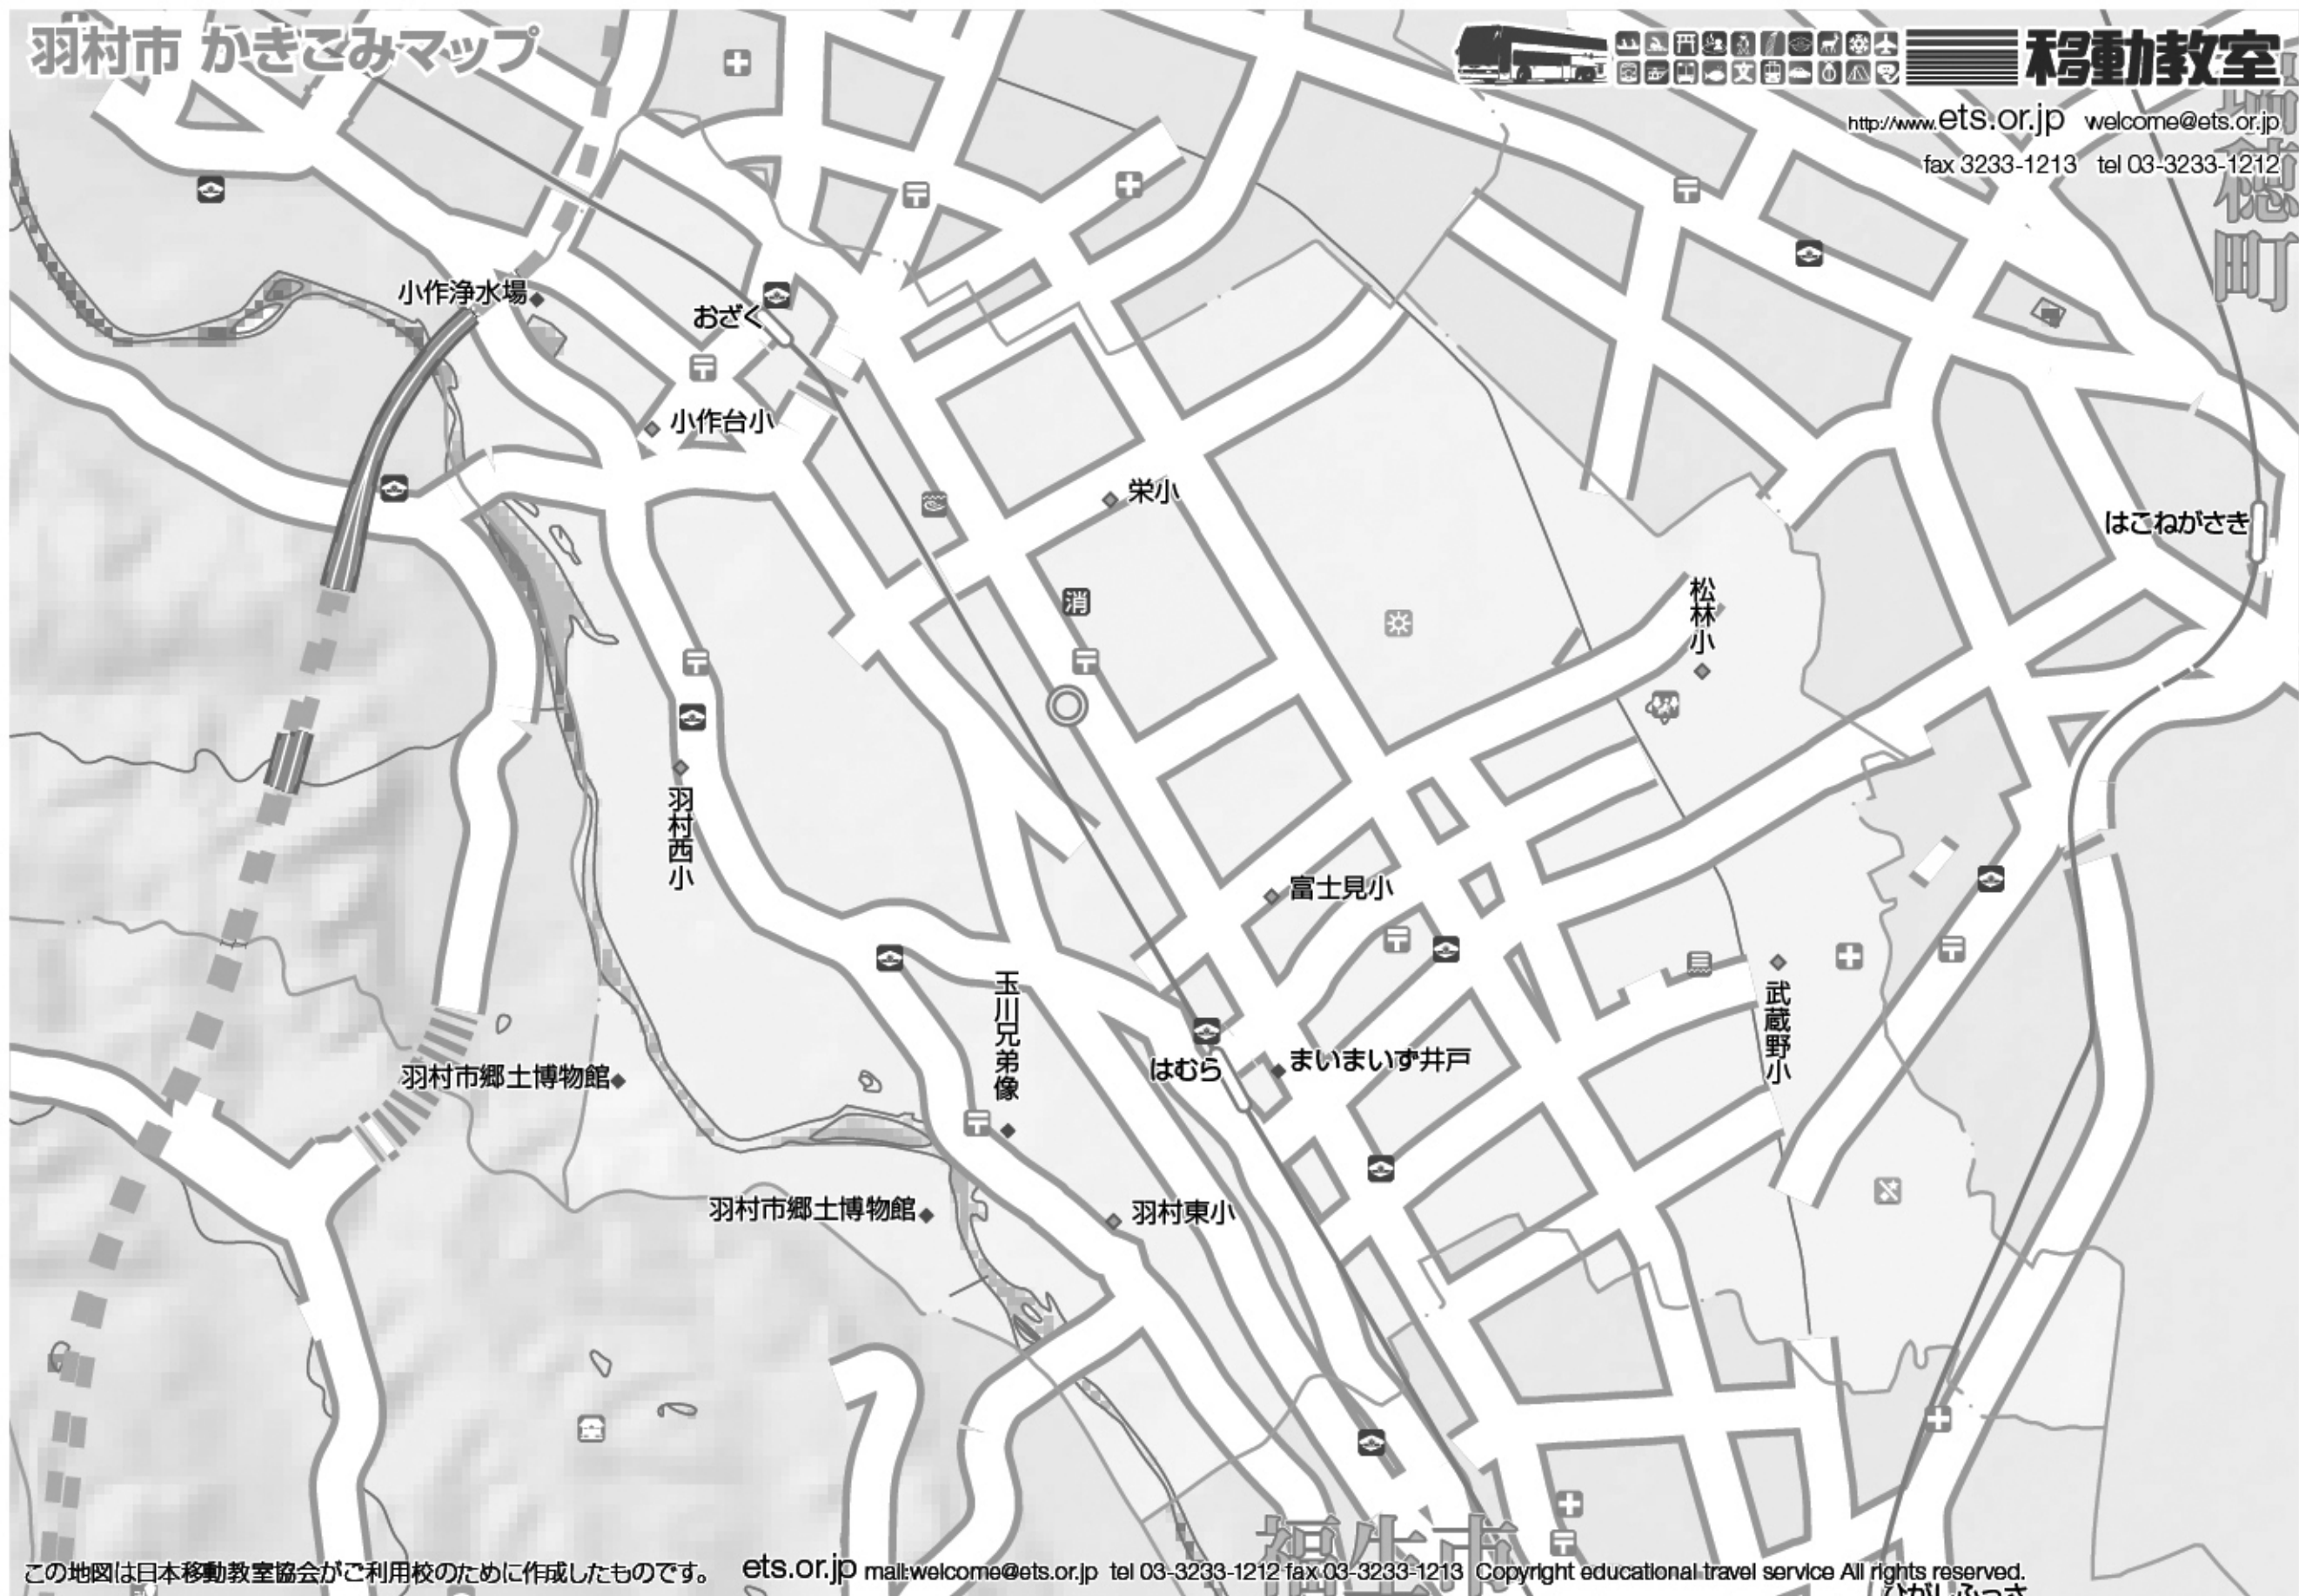 羽村市 かきこみマップ
移動教室
http://www.ets.or.jp welcome@ets.or.jp
fax 3233-1213 tel 03-3233-1212
瑞穂町
小作浄水場
おざく
小作台小
栄小
はこねがさき
消
松林小
羽村西小
富士見小
玉川兄弟像
武蔵野小
はむら
まいまいず井戸
羽村市郷土博物館
羽村市郷土博物館
羽村東小
福生市
この地図は日本移動教室協会がご利用校のために作成したものです。 ets.or.jp mail:welcome@ets.or.jp tel 03-3233-1212 fax 03-3233-1213 Copyright educational travel service All rights reserved.
ひがしふっさ